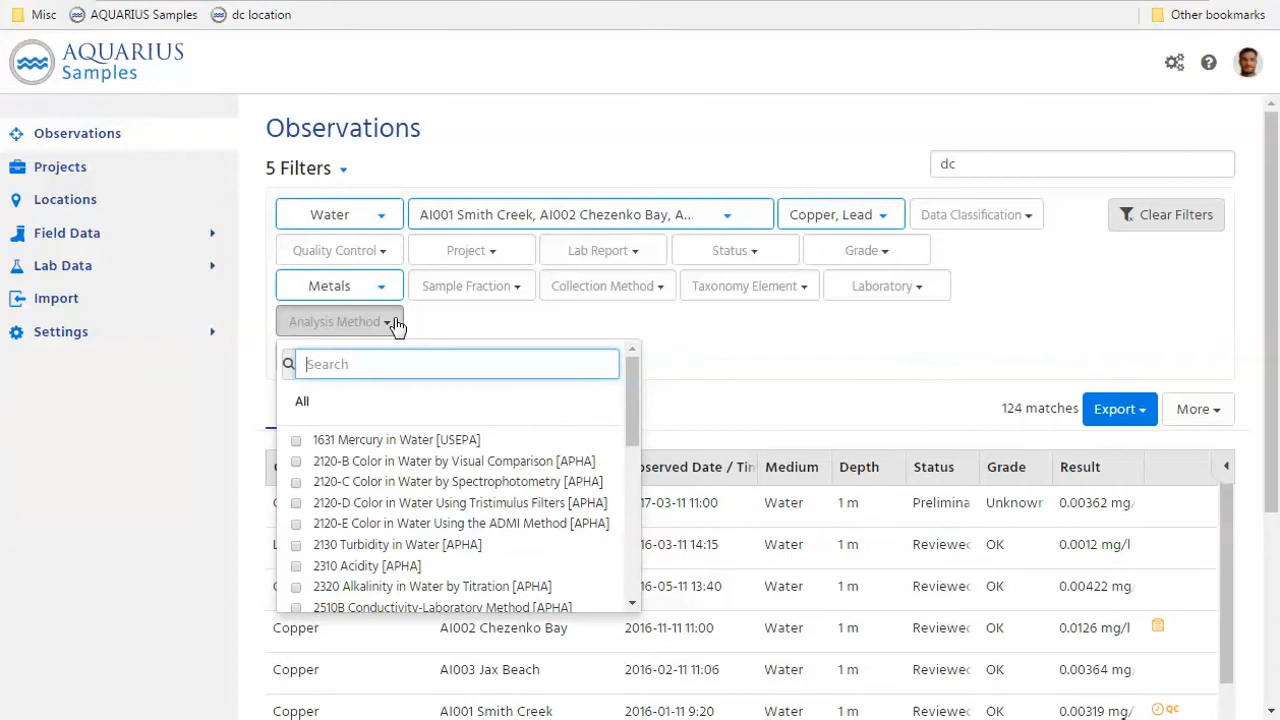 Misc AQUARIUS Samples dc location Other bookmarks
AQUARIUS
Samples
Observations
Projects
Locations
Field Data
Lab Data
Import
Settings
Observations
5 Filters
dc
Water AI001 Smith Creek, AI002 Chezenko Bay, A... Copper, Lead Data Classification Clear Filters
Quality Control Project Lab Report Status Grade
Metals Sample Fraction Collection Method Taxonomy Element Laboratory
Analysis Method
Search
All
1631 Mercury in Water [USEPA]
2120-B Color in Water by Visual Comparison [APHA]
2120-C Color in Water by Spectrophotometry [APHA]
2120-D Color in Water Using Tristimulus Filters [APHA]
2120-E Color in Water Using the ADMI Method [APHA]
2130 Turbidity in Water [APHA]
2310 Acidity [APHA]
2320 Alkalinity in Water by Titration [APHA]
2510B Conductivity-Laboratory Method [APHA]
124 matches Export More
Medium Depth Status Grade Result
Water 1 m 0.00362 mg/
Water 1 m OK 0.0012 mg/l
Water 1 m OK 0.00422 mg/l
Copper AI002 Chezenko Bay 2016-11-11 11:00 Water 1 m OK 0.0126 mg/l
Copper AI003 Jax Beach 2016-02-11 11:06 Water 1 m OK 0.00364 mg
Copper AI001 Smith Creek 2016-01-11 9:20 Water 1 m OK 0.00319 mg/ QC